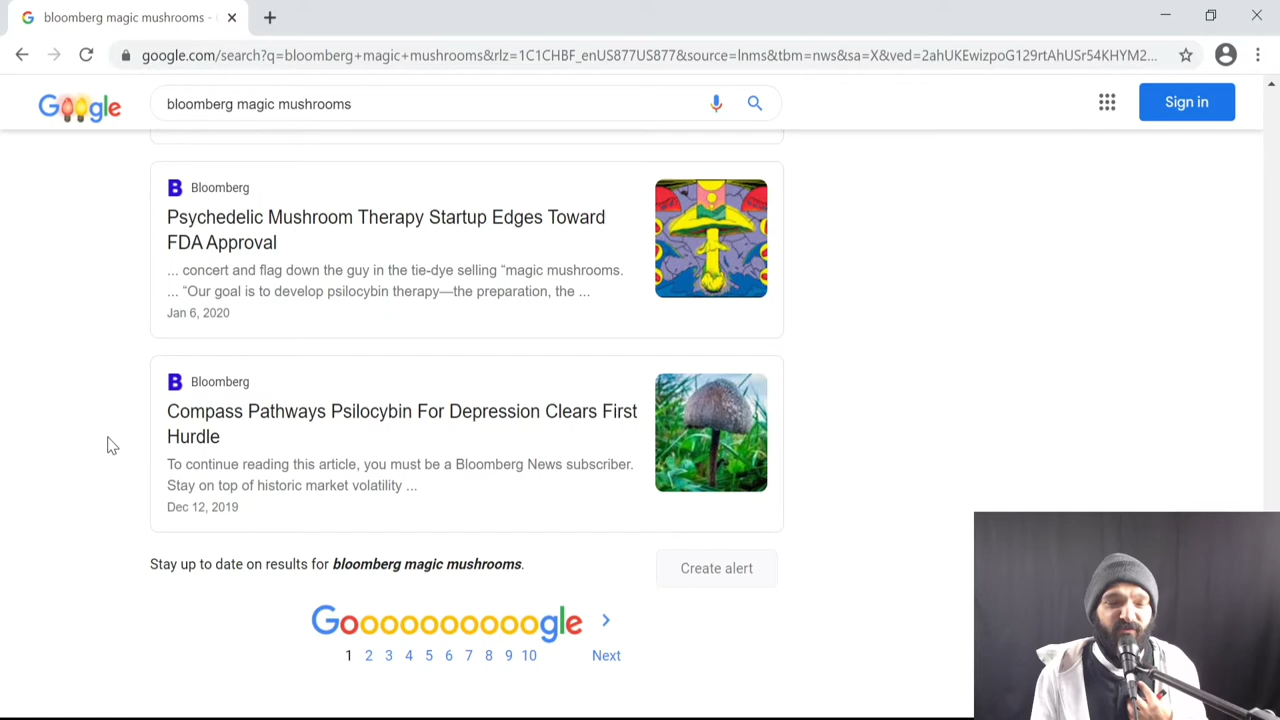 bloomberg magic mushrooms -
google.com/search?q=bloomberg+magic+mushrooms&rlz=1C1CHBF_enUS877US877&source=lnms&tbm=nws&sa=X&ved=2ahUKEwizpoG129rtAhUSr54KHYM2...
Google
bloomberg magic mushrooms
Sign in
B Bloomberg
Psychedelic Mushroom Therapy Startup Edges Toward
FDA Approval
... concert and flag down the guy in the tie-dye selling “magic mushrooms.
... “Our goal is to develop psilocybin therapy—the preparation, the ...
Jan 6, 2020
B Bloomberg
Compass Pathways Psilocybin For Depression Clears First
Hurdle
To continue reading this article, you must be a Bloomberg News subscriber.
Stay on top of historic market volatility ...
Dec 12, 2019
Stay up to date on results for bloomberg magic mushrooms.
Create alert
Goooooooooogle >
1 2 3 4 5 6 7 8 9 10 Next